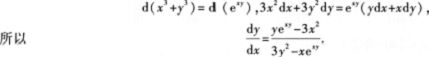 d(x³+y³)=d (e^{xy}),3x²dx+3y²dy=e^{xy}(ydx+xdy),
所以 dy/dx=(ye^{xy}-3x²)/(3y²-xe^{xy}).